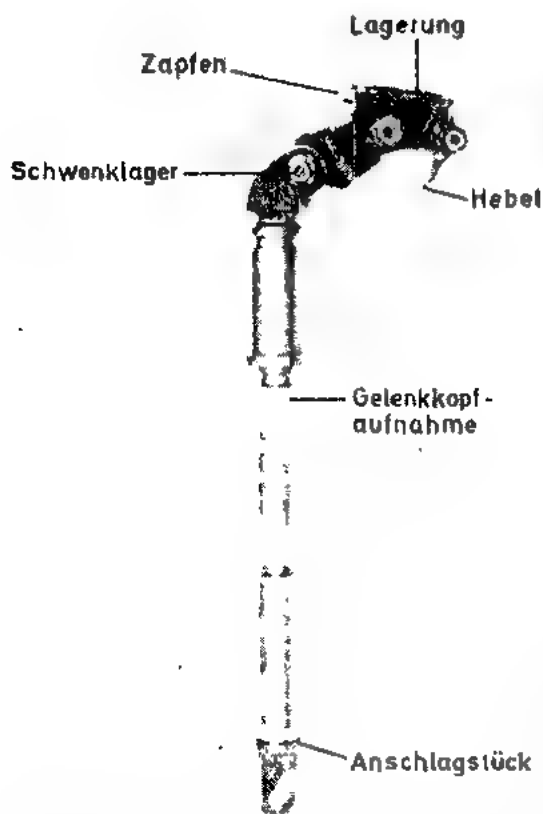 Lagerung
Zapfen
Schwenklager
Hebel
Gelenkkopf-
aufnahme
Anschlagstück